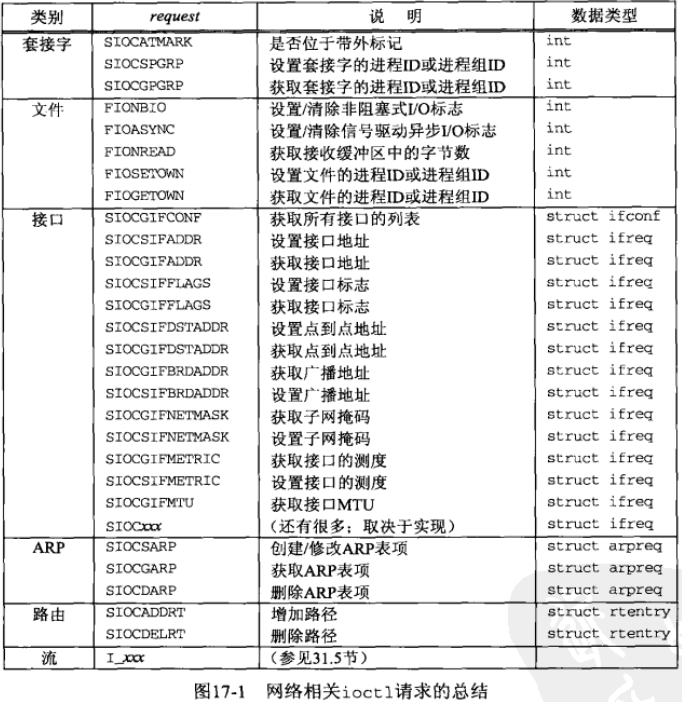 类别 request 说 明 数据类型
套接字 SIOCATMARK 是否位于带外标记 int
SIOCSPGRP 设置套接字的进程ID或进程组ID int
SIOCGPGRP 获取套接字的进程ID或进程组ID int
文件 FIONBIO 设置/清除非阻塞式I/O标志 int
FIOASYNC 设置/清除信号驱动异步I/O标志 int
FIONREAD 获取接收缓冲区中的字节数 int
FIOSETOWN 设置文件的进程ID或进程组ID int
FIOGETOWN 获取文件的进程ID或进程组ID int
接口 SIOCGIFCONF 获取所有接口的列表 struct ifconf
SIOCSIFADDR 设置接口地址 struct ifreq
SIOCGIFADDR 获取接口地址 struct ifreq
SIOCSIFFLAGS 设置接口标志 struct ifreq
SIOCGIFFLAGS 获取接口标志 struct ifreq
SIOCSIFDSTADDR 设置点到点地址 struct ifreq
SIOCGIFDSTADDR 获取点到点地址 struct ifreq
SIOCGIFBRDADDR 获取广播地址 struct ifreq
SIOCSIFBRDADDR 设置广播地址 struct ifreq
SIOCGIFNETMASK 获取子网掩码 struct ifreq
SIOCSIFNETMASK 设置子网掩码 struct ifreq
SIOCGIFMETRIC 获取接口的测度 struct ifreq
SIOCSIFMETRIC 设置接口的测度 struct ifreq
SIOCGIFMTU 获取接口MTU struct ifreq
SIOCxxx （还有很多：取决于实现） struct ifreq
ARP SIOCSARP 创建/修改ARP表项 struct arpreq
SIOCGARP 获取ARP表项 struct arpreq
SIOCDARP 删除ARP表项 struct arpreq
路由 SIOCADDRT 增加路径 struct rtentry
SIOCDELRT 删除路径 struct rtentry
流 I_xxx （参见31.5节）
图17-1 网络相关ioctl请求的总结